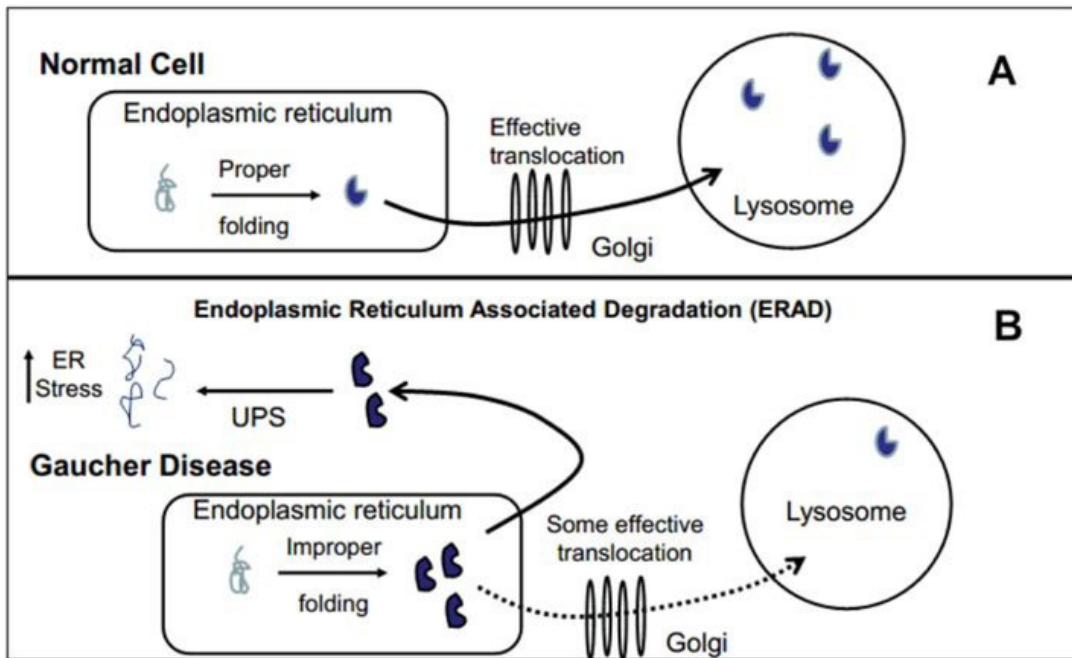 A
Normal Cell
Endoplasmic reticulum
Proper
folding
Effective
translocation
Golgi
Lysosome
Endoplasmic Reticulum Associated Degradation (ERAD)
B
ER
Stress
UPS
Gaucher Disease
Endoplasmic reticulum
Improper
folding
Some effective
translocation
Golgi
Lysosome